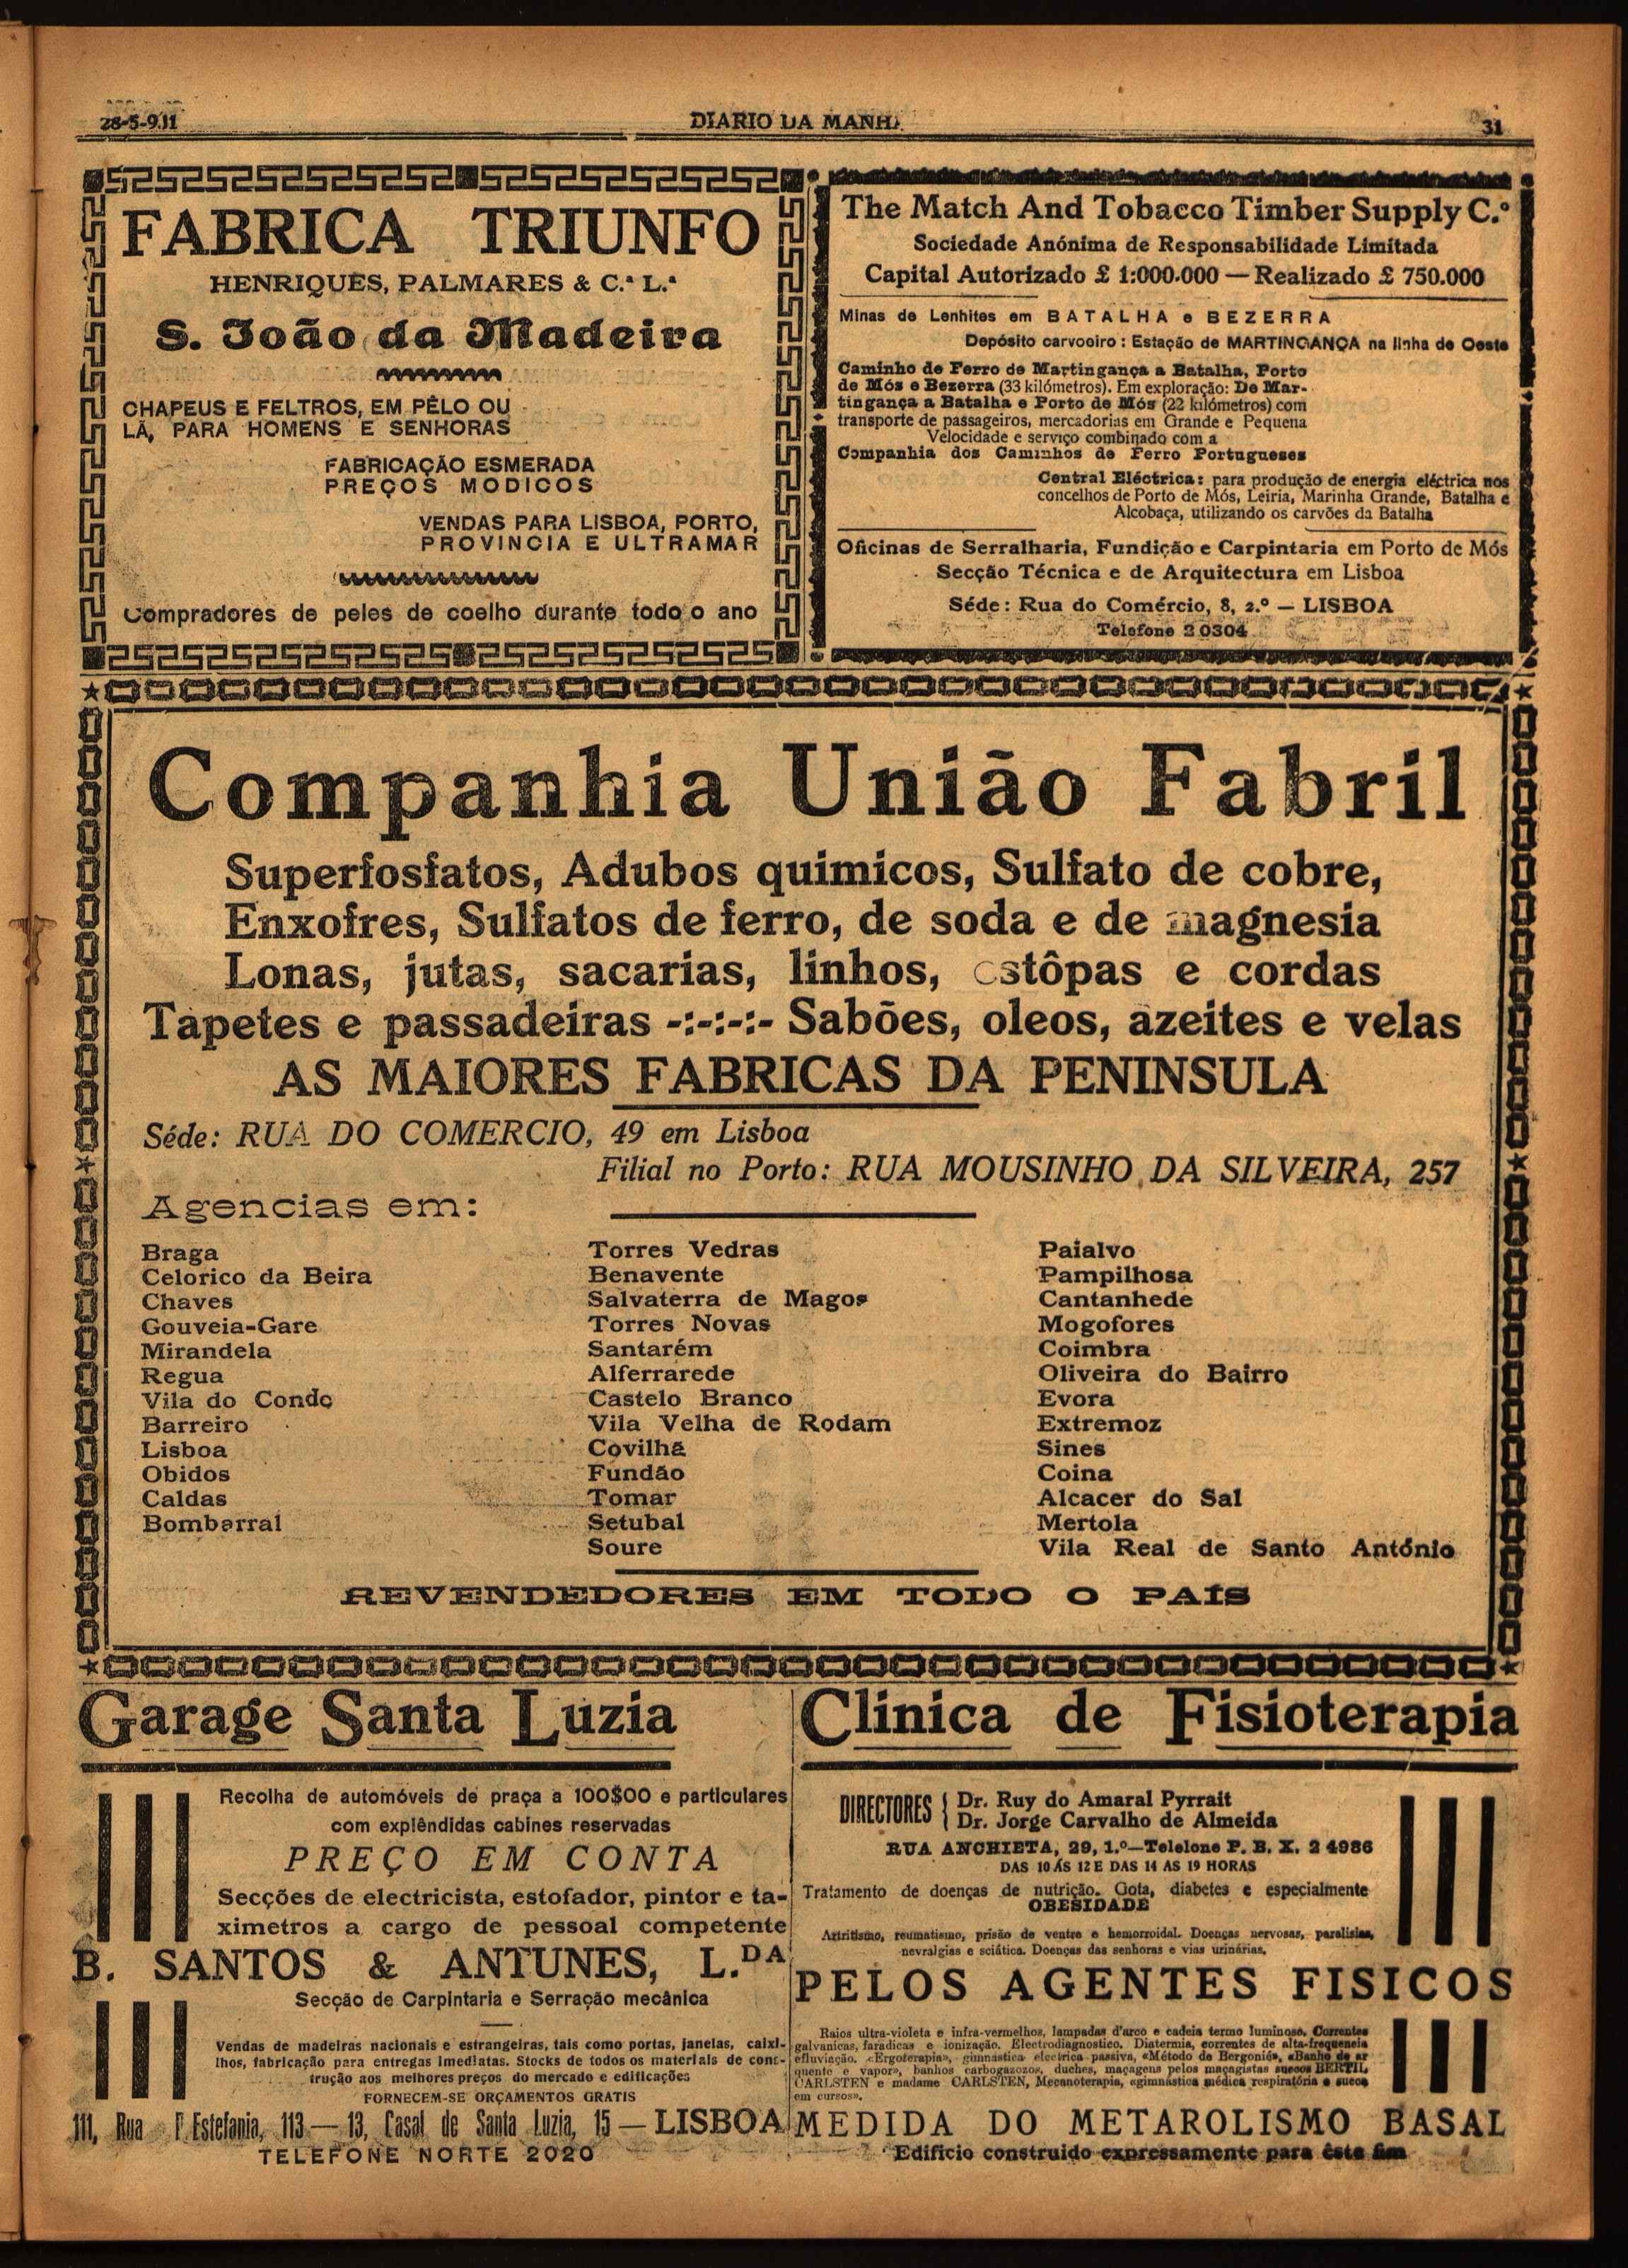 DIARIO DA MANHÃ
31
FABRICA TRIUNFO
HENRIQUES, PALMARES & C.ª L.ª
S. João da Madeira
CHAPEUS E FELTROS, EM PÊLO OU
LÃ, PARA HOMENS E SENHORAS
FABRICAÇÃO ESMERADA
PREÇOS MODICOS
VENDAS PARA LISBOA, PORTO,
PROVINCIA E ULTRAMAR
Compradores de peles de coelho durante todo o ano
The Match And Tobacco Timber Supply C.º
Sociedade Anónima de Responsabilidade Limitada
Capital Autorizado £ 1:000.000 — Realizado £ 750.000
Minas de Lenhites em BATALHA e BEZERRA
Depósito carvoeiro: Estação de MARTINGANÇA na linha de Oeste
Caminho de Ferro de Martingança a Batalha, Porto
de Mós e Bezerra (33 kilómetros). Em exploração: De Mar-
tingança a Batalha e Porto de Mós (22 kilómetros) com
transporte de passageiros, mercadorias em Grande e Pequena
Velocidade e serviço combinado com a
Companhia dos Caminhos de Ferro Portugueses
Central Eléctrica: para produção de energia eléctrica nos
concelhos de Porto de Mós, Leiria, Marinha Grande, Batalha e
Alcobaça, utilizando os carvões da Batalha
Oficinas de Serralharia, Fundição e Carpintaria em Porto de Mós
Secção Técnica e de Arquitectura em Lisboa
Séde: Rua do Comércio, 8, 2.º — LISBOA
Telefone 2 0304
Companhia União Fabril
Superfosfatos, Adubos quimicos, Sulfato de cobre,
Enxofres, Sulfatos de ferro, de soda e de magnesia
Lonas, jutas, sacarias, linhos, estôpas e cordas
Tapetes e passadeiras -:-:-:- Sabões, oleos, azeites e velas
AS MAIORES FABRICAS DA PENINSULA
Séde: RUA DO COMERCIO, 49 em Lisboa
Filial no Porto: RUA MOUSINHO DA SILVEIRA, 257
Agencias em:
Braga
Celorico da Beira
Chaves
Gouveia-Gare
Mirandela
Regua
Vila do Conde
Barreiro
Lisboa
Obidos
Caldas
Bombarral
Torres Vedras
Benavente
Salvaterra de Magos
Torres Novas
Santarém
Alferrarede
Castelo Branco
Vila Velha de Rodam
Covilhã
Fundão
Tomar
Setubal
Soure
Paialvo
Pampilhosa
Cantanhede
Mogofores
Coimbra
Oliveira do Bairro
Evora
Extremoz
Sines
Coina
Alcacer do Sal
Mertola
Vila Real de Santo António
REVENDEDORES EM TODO O PAÍS
Garage Santa Luzia
Recolha de automóveis de praça a 100$00 e particulares
com explêndidas cabines reservadas
PREÇO EM CONTA
Secções de electricista, estofador, pintor e ta-
ximetros a cargo de pessoal competente
B. SANTOS & ANTUNES, L.DA
Secção de Carpintaria e Serração mecânica
Vendas de madeiras nacionais e estrangeiras, tais como portas, janelas, caixi-
lhos, fabricação para entregas imediatas. Stocks de todos os materiais de cons-
trução aos melhores preços do mercado e edificações
FORNECEM-SE ORÇAMENTOS GRATIS
111, Rua Estefania, 113 — 13, Casal de Santa Luzia, 15 — LISBOA
TELEFONE NORTE 2020
Clinica de Fisioterapia
DIRECTORES { Dr. Ruy do Amaral Pyrrait
Dr. Jorge Carvalho de Almeida
RUA ANCHIETA, 29, 1.º—Telelone P. B. X. 2 4986
DAS 10 ÁS 12 E DAS 14 AS 19 HORAS
Tratamento de doenças de nutrição. Gota, diabetes e especialmente
OBESIDADE
Artritismo, reumatismo, prisão de ventre e hemorroidal. Doenças nervosas, paralisias,
nevralgias e sciática. Doenças das senhoras e vias urinárias,
PELOS AGENTES FISICOS
Raios ultra-violeta e infra-vermelhos, lampadas d'arco e cadeia termo luminosa. Correntes
galvanicas, faradicas e ionização. Electrodiagnostico. Diatermia, correntes de alta-frequencia
efluviação. «Ergoterapia», gimnastica electrica passiva, «Método de Bergonié», «Banho de ar
quente e vapor», banhos carbogazozos, duches, maçagens pelos maçagistas suecos BERTIL
CARLSTEN e madame CARLSTEN, Mecanoterapia, «gimnástica médica respiratória e sueca
em cursos».
MEDIDA DO METAROLISMO BASAL
Edificio construido expressamente para êste fim